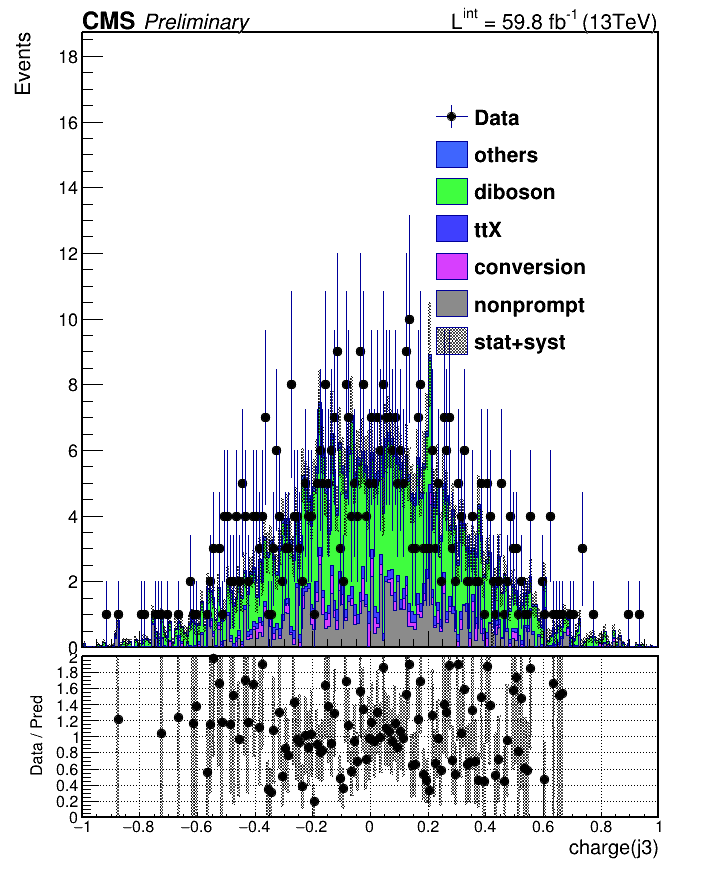 CMS Preliminary
L^int = 59.8 fb^-1 (13TeV)
Events
18
16
14
12
10
8
6
4
2
0
Data
others
diboson
ttX
conversion
nonprompt
stat+syst
Data / Pred
2
1.8
1.6
1.4
1.2
1
0.8
0.6
0.4
0.2
0
−1 −0.8 −0.6 −0.4 −0.2 0 0.2 0.4 0.6 0.8 1
charge(j3)